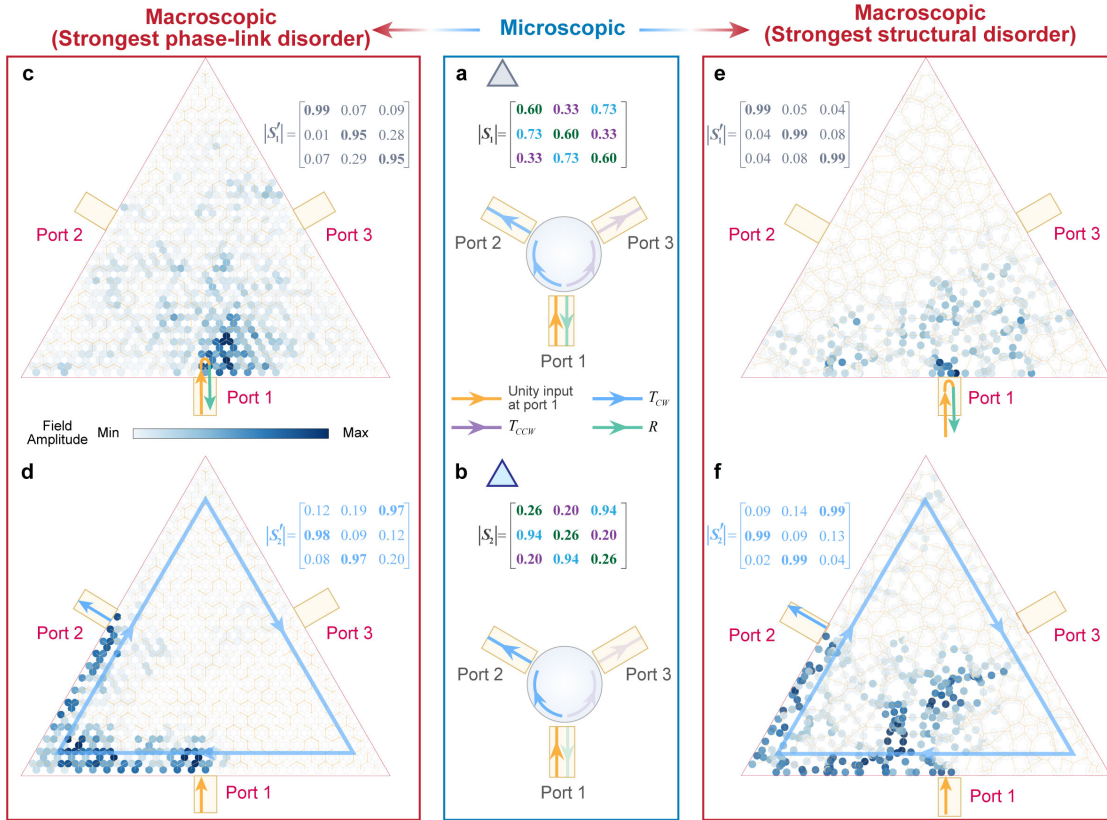 Macroscopic
(Strongest phase-link disorder)
Microscopic
Macroscopic
(Strongest structural disorder)
c
|S₁′| =
0.99 0.07 0.09
0.01 0.95 0.28
0.07 0.29 0.95
Port 2
Port 3
Port 1
Field
Amplitude
Min
Max
a
|S₁| =
0.60 0.33 0.73
0.73 0.60 0.33
0.33 0.73 0.60
Port 2
Port 3
Port 1
Unity input
at port 1
T_CW
T_CCW
R
e
|S₁′| =
0.99 0.05 0.04
0.04 0.99 0.08
0.04 0.08 0.99
Port 2
Port 3
Port 1
d
|S₂′| =
0.12 0.19 0.97
0.98 0.09 0.12
0.08 0.97 0.20
Port 2
Port 3
Port 1
b
|S₂| =
0.26 0.20 0.94
0.94 0.26 0.20
0.20 0.94 0.26
Port 2
Port 3
Port 1
f
|S₂′| =
0.09 0.14 0.99
0.99 0.09 0.13
0.02 0.99 0.04
Port 2
Port 3
Port 1